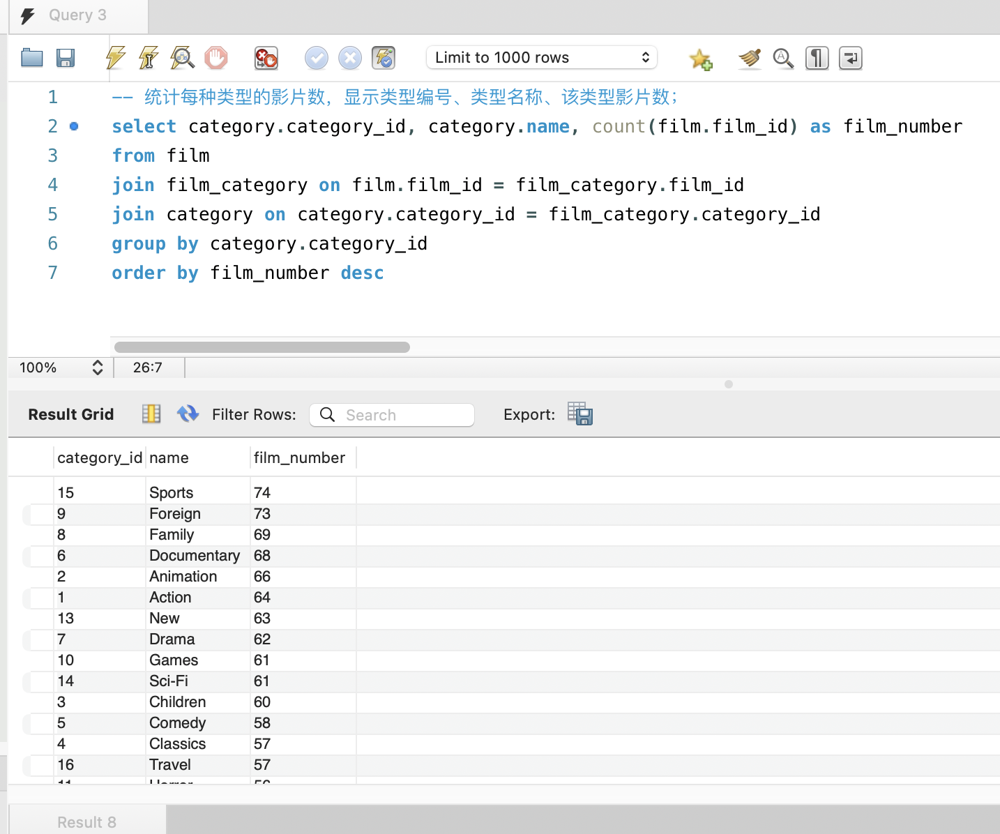 Query 3
Limit to 1000 rows
1 -- 统计每种类型的影片数，显示类型编号、类型名称、该类型影片数；
2 select category.category_id, category.name, count(film.film_id) as film_number
3 from film
4 join film_category on film.film_id = film_category.film_id
5 join category on category.category_id = film_category.category_id
6 group by category.category_id
7 order by film_number desc
100% 26:7
Result Grid Filter Rows: Search Export:
category_id name film_number
15 Sports 74
9 Foreign 73
8 Family 69
6 Documentary 68
2 Animation 66
1 Action 64
13 New 63
7 Drama 62
10 Games 61
14 Sci-Fi 61
3 Children 60
5 Comedy 58
4 Classics 57
16 Travel 57
11 Horror 56
Result 8